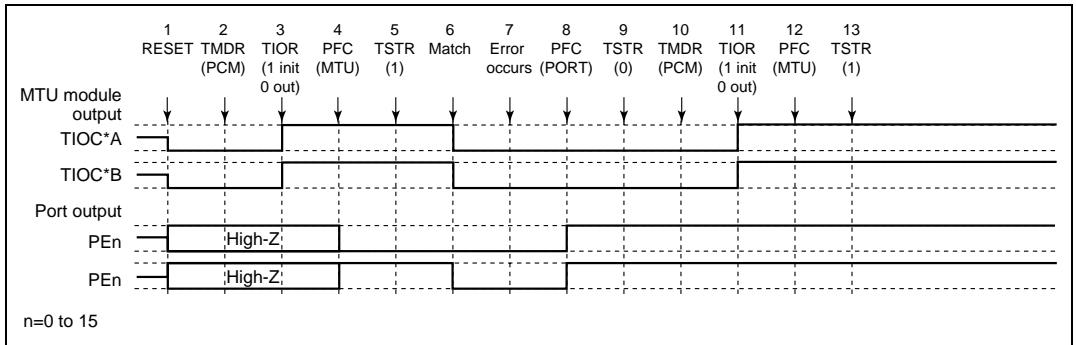 1 2 3 4 5 6 7 8 9 10 11 12 13
RESET TMDR TIOR PFC TSTR Match Error PFC TSTR TMDR TIOR PFC TSTR
(PCM) (1 init (MTU) (1) occurs (PORT) (0) (PCM) (1 init (MTU) (1)
0 out) 0 out)
MTU module
output
TIOC*A
TIOC*B
Port output
PEn High-Z
PEn High-Z
n=0 to 15